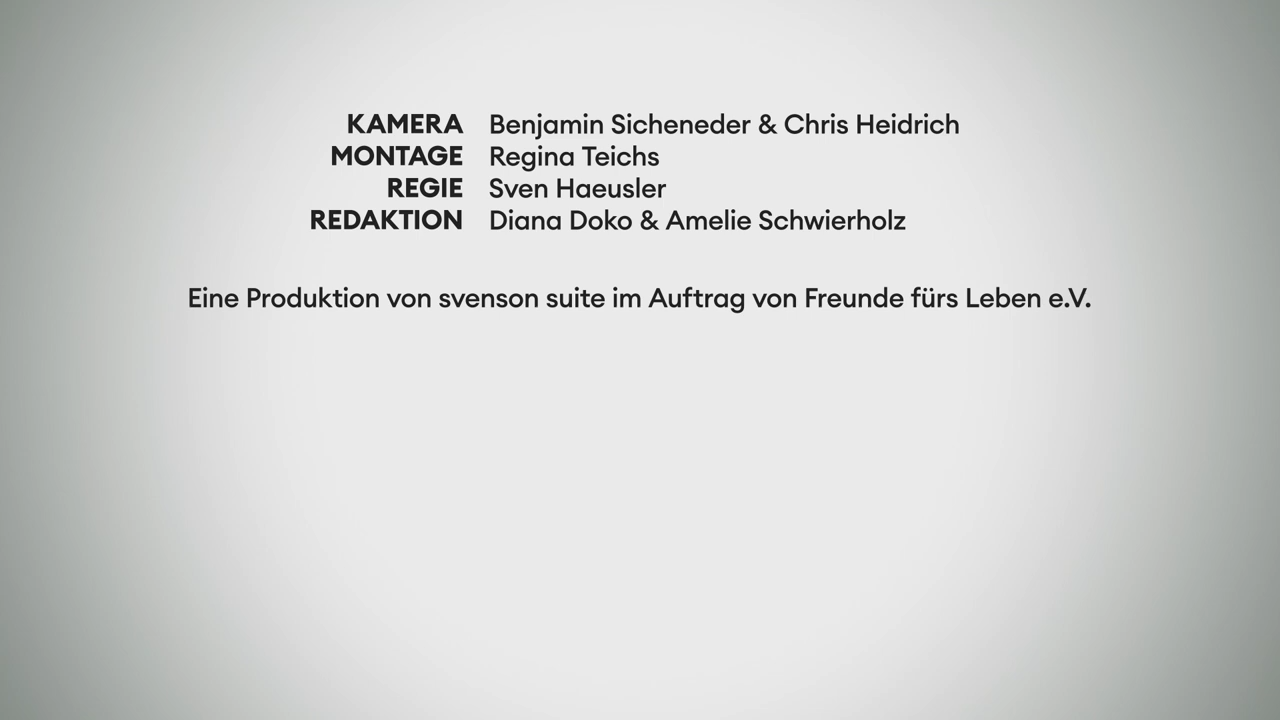 KAMERA Benjamin Sicheneder & Chris Heidrich
MONTAGE Regina Teichs
REGIE Sven Haeusler
REDAKTION Diana Doko & Amelie Schwierholz
Eine Produktion von svenson suite im Auftrag von Freunde fürs Leben e.V.